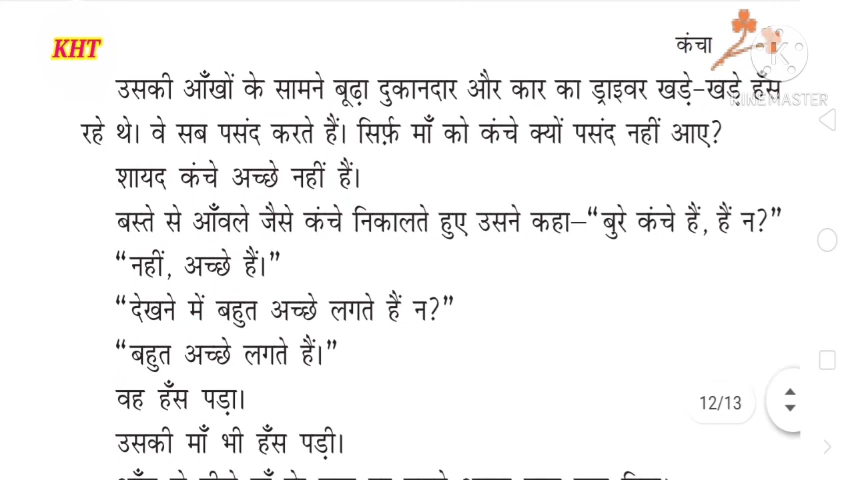 KHT
कंचा
KINEMASTER
उसकी आँखों के सामने बूढ़ा दुकानदार और कार का ड्राइवर खड़े-खड़े हँस
रहे थे। वे सब पसंद करते हैं। सिर्फ़ माँ को कंचे क्यों पसंद नहीं आए?
शायद कंचे अच्छे नहीं हैं।
बस्ते से आँवले जैसे कंचे निकालते हुए उसने कहा–“बुरे कंचे हैं, हैं न?”
“नहीं, अच्छे हैं।”
“देखने में बहुत अच्छे लगते हैं न?”
“बहुत अच्छे लगते हैं।”
वह हँस पड़ा।
12/13
उसकी माँ भी हँस पड़ी।